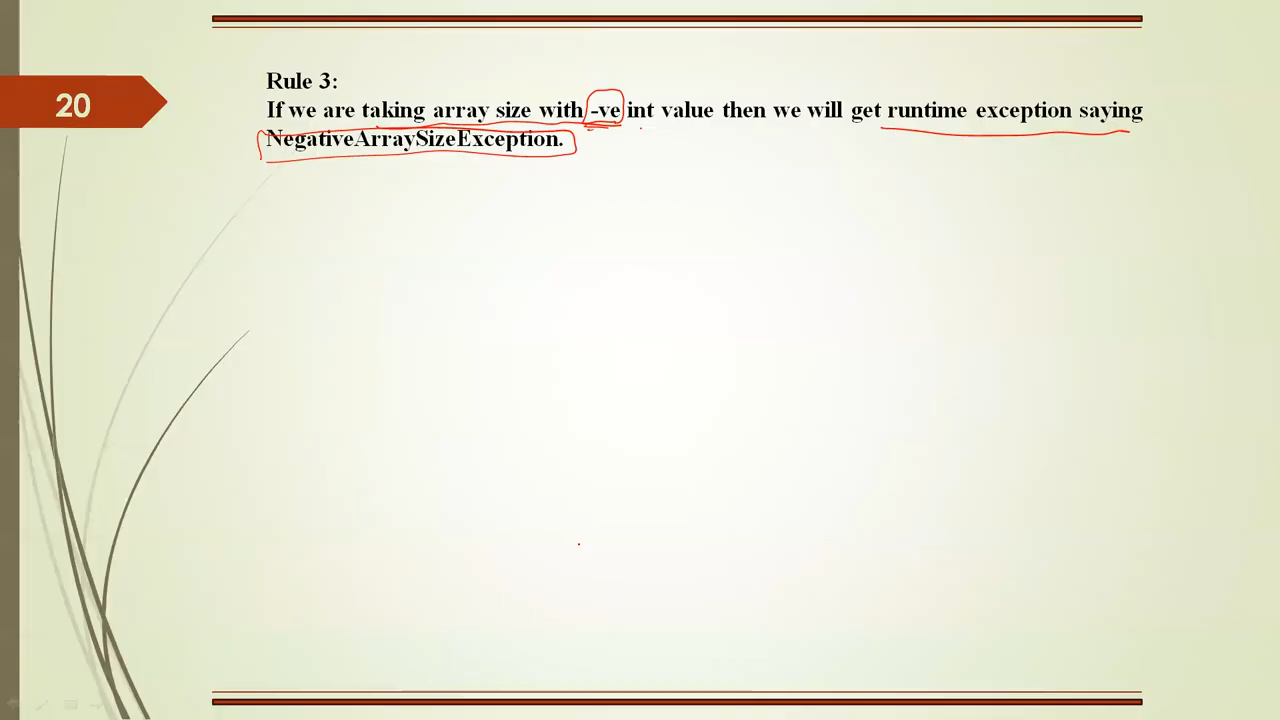 20
Rule 3:
If we are taking array size with -ve int value then we will get runtime exception saying
NegativeArraySizeException.